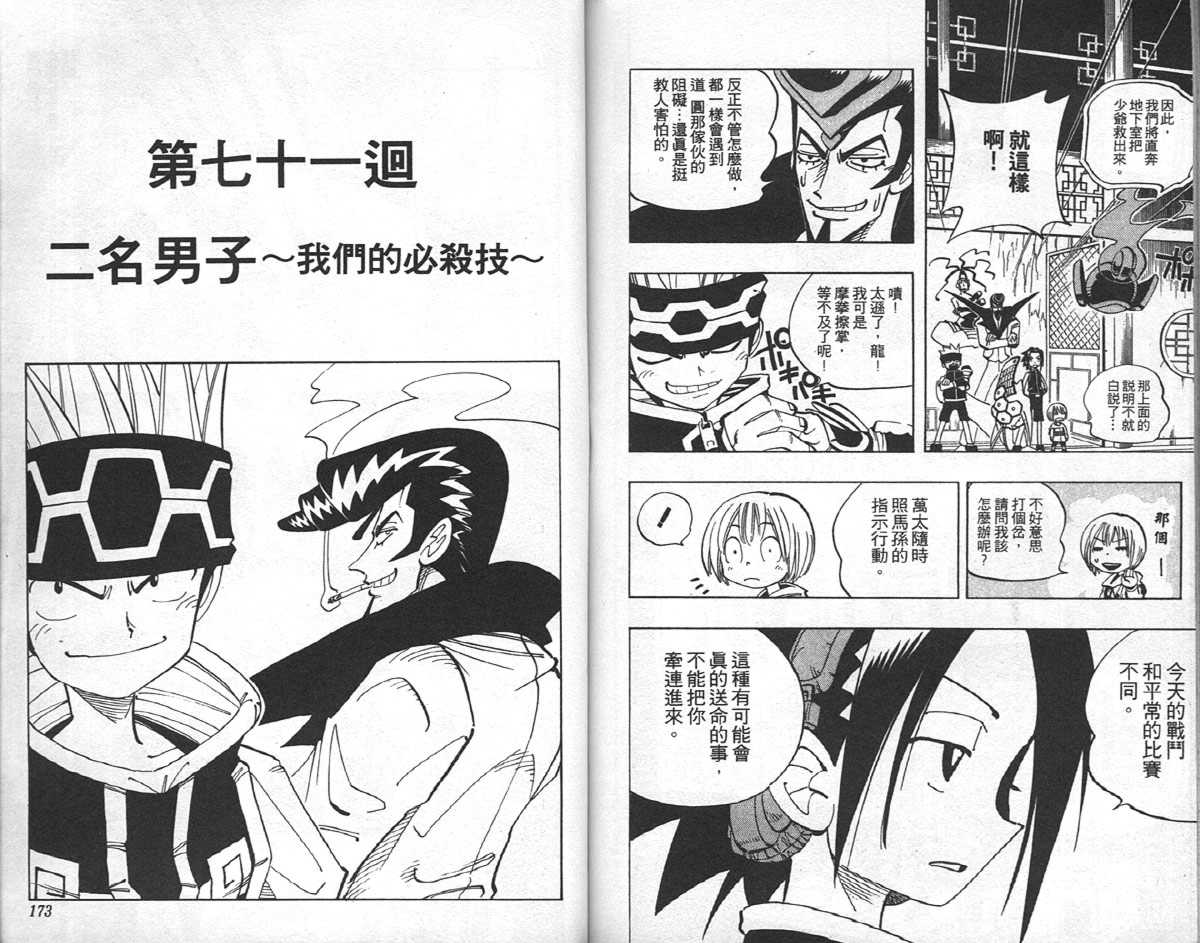 因此，
我們將直奔
地下室把
少爺救出來。
就這樣
啊！
那上面的
説明不就
白説了…
反正不管怎麼做，
都一樣會遇到
道 圓那傢伙的
阻礙…還眞是挺
教人害怕的。
嘖！
太遜了，龍！
我可是
摩拳擦掌，
等不及了呢！
ポキポキ
那個—
不好意思
打個岔，
請問我該
怎麼辦呢？
萬太隨時
照馬孫的
指示行動。
！
今天的戰鬥
和平常的比賽
不同。
這種有可能會
眞的送命的事，
不能把你
牽連進來。
第七十一迴
二名男子～我們的必殺技～
173